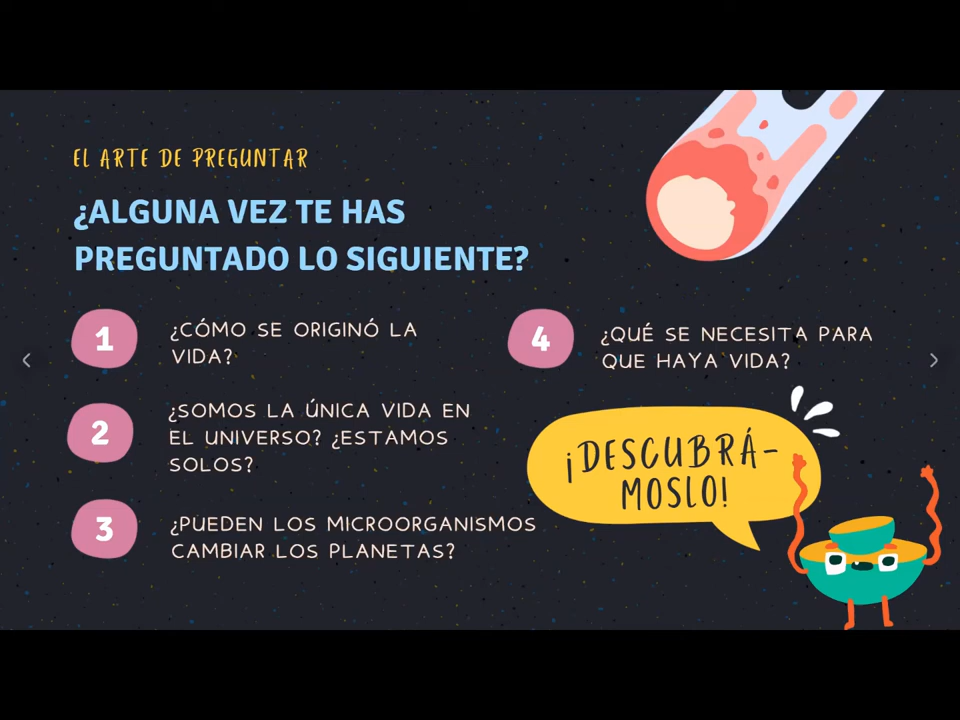 EL ARTE DE PREGUNTAR
¿ALGUNA VEZ TE HAS
PREGUNTADO LO SIGUIENTE?
1
¿CÓMO SE ORIGINÓ LA
VIDA?
2
¿SOMOS LA ÚNICA VIDA EN
EL UNIVERSO? ¿ESTAMOS
SOLOS?
3
¿PUEDEN LOS MICROORGANISMOS
CAMBIAR LOS PLANETAS?
4
¿QUÉ SE NECESITA PARA
QUE HAYA VIDA?
¡DESCUBRÁ-
MOSLO!